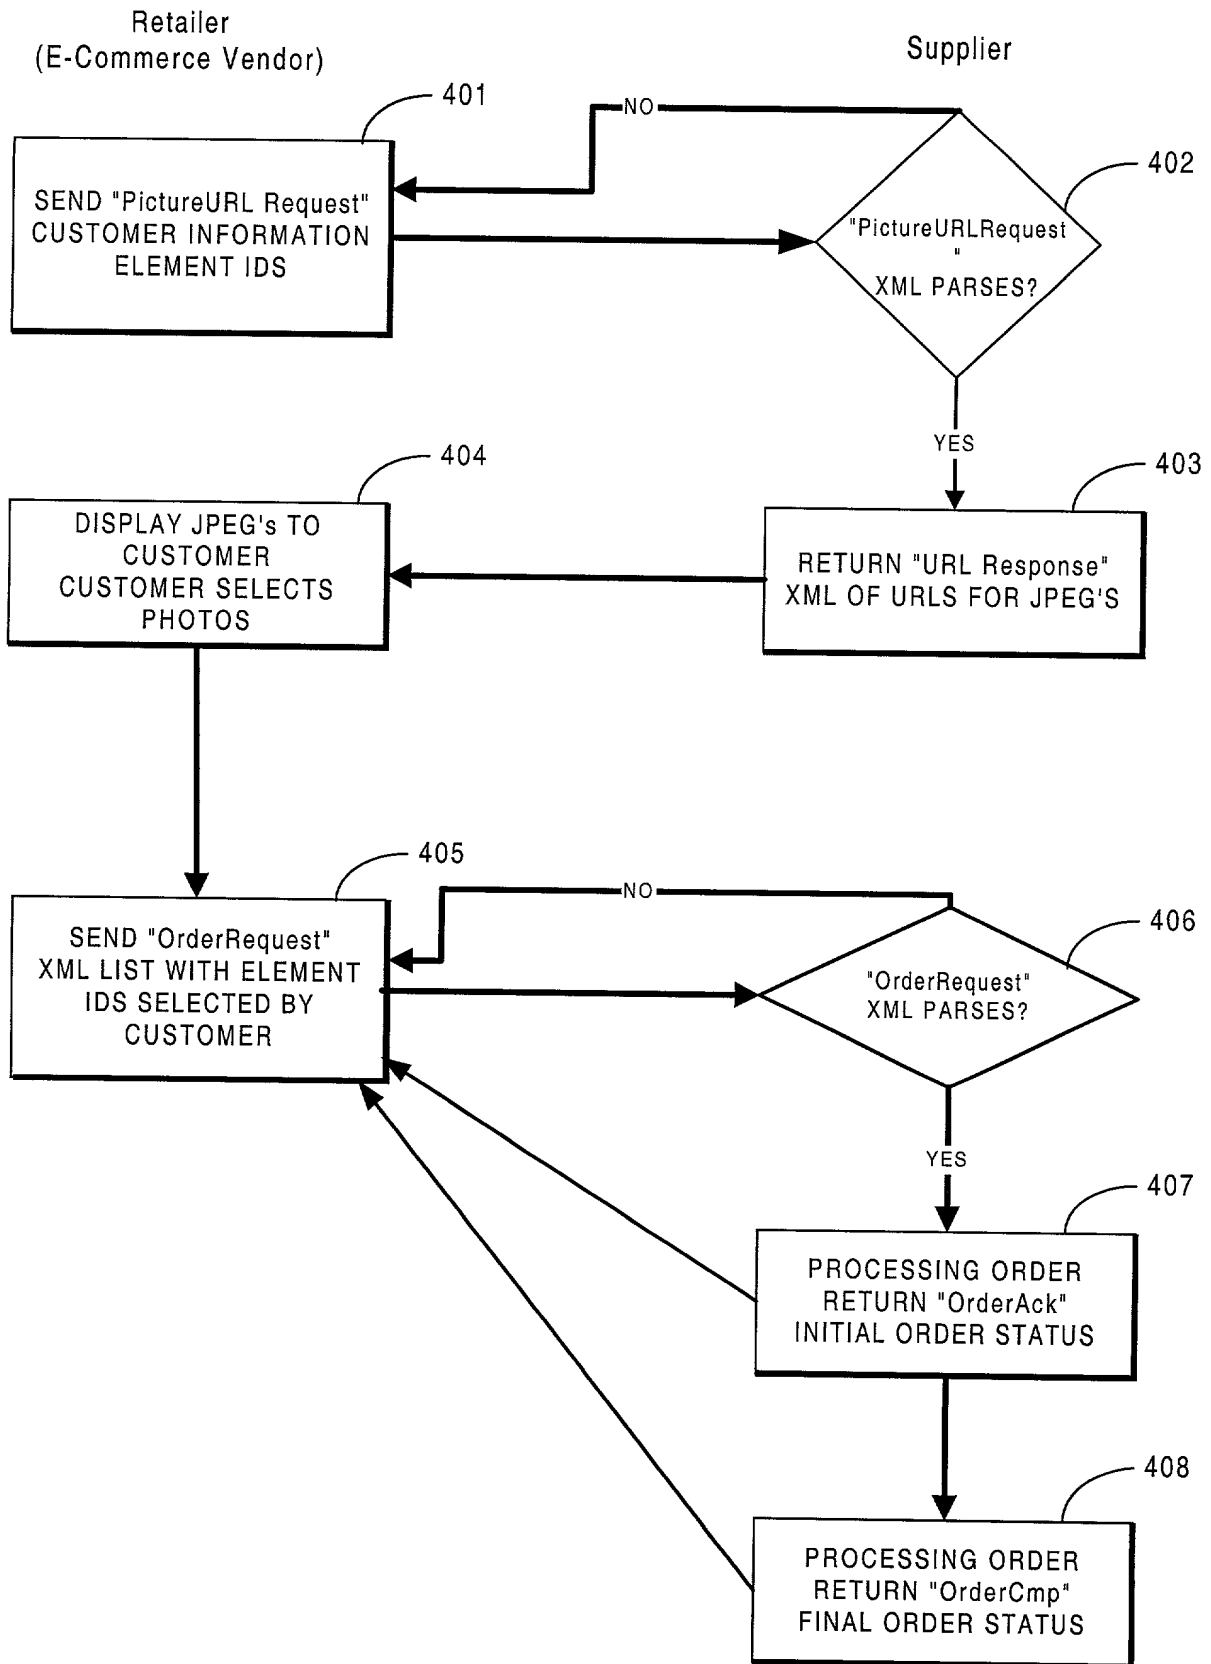 Retailer
(E-Commerce Vendor)
Supplier
401
NO
402
SEND "PictureURL Request"
CUSTOMER INFORMATION
ELEMENT IDS
"PictureURLRequest
"
XML PARSES?
YES
404
403
DISPLAY JPEG's TO
CUSTOMER
CUSTOMER SELECTS
PHOTOS
RETURN "URL Response"
XML OF URLS FOR JPEG'S
405
NO
406
SEND "OrderRequest"
XML LIST WITH ELEMENT
IDS SELECTED BY
CUSTOMER
"OrderRequest"
XML PARSES?
YES
407
PROCESSING ORDER
RETURN "OrderAck"
INITIAL ORDER STATUS
408
PROCESSING ORDER
RETURN "OrderCmp"
FINAL ORDER STATUS